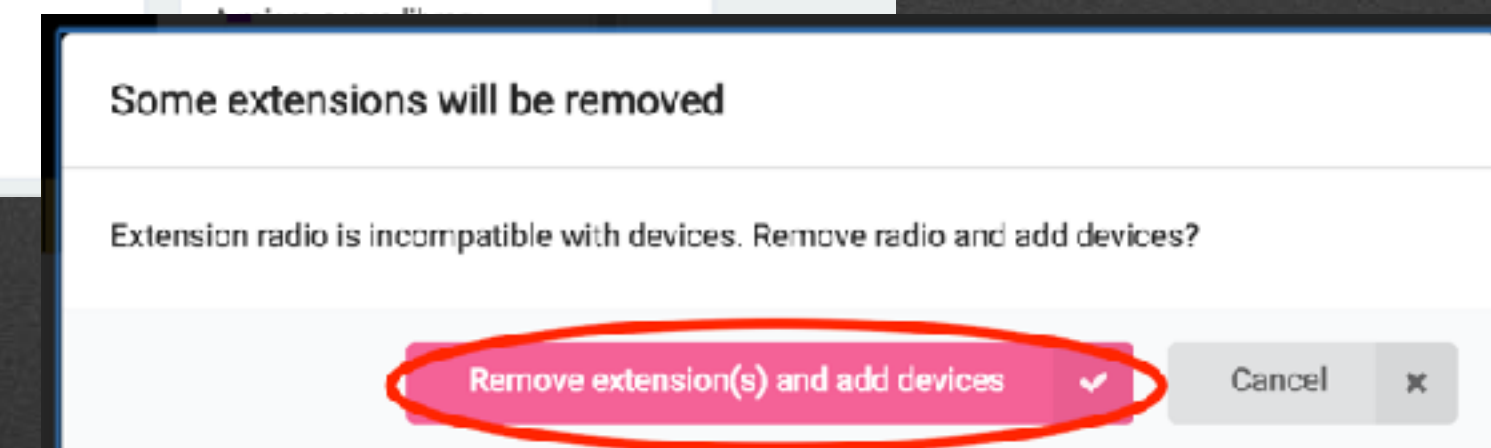 Some extensions will be removed
Extension radio is incompatible with devices. Remove radio and add devices?
Remove extension(s) and add devices
Cancel